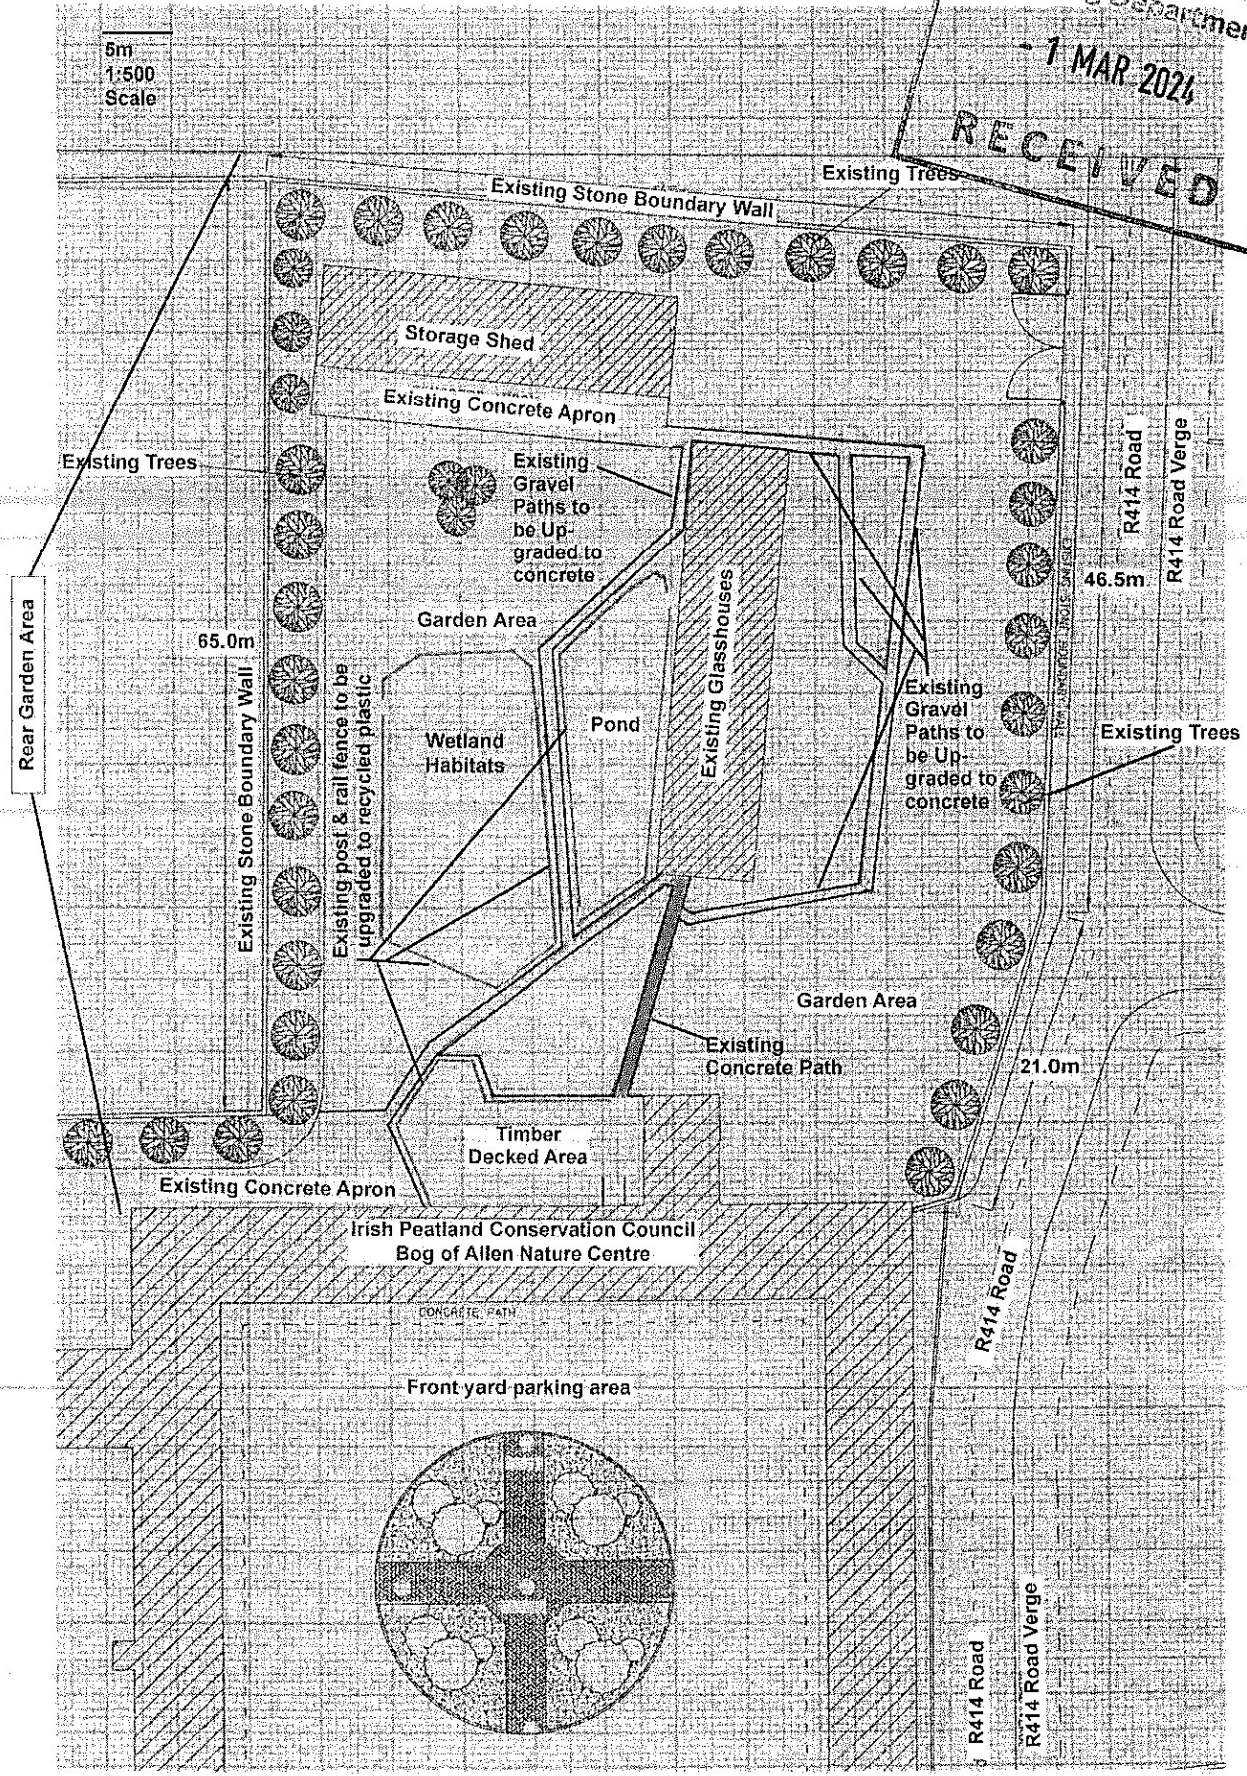 Departmen
- 1 MAR 2024
RECEIVED
5m
1:500
Scale
Existing Trees
Existing Stone Boundary Wall
Storage Shed
Existing Concrete Apron
Existing Trees
Existing
Gravel
Paths to
be Up-
graded to
concrete
R414 Road
R414 Road Verge
EXISTING STONE BOUNDARY WALL
46.5m
Rear Garden Area
Garden Area
65.0m
Existing Stone Boundary Wall
Existing post & rail fence to be
upgraded to recycled plastic
Wetland
Habitats
Pond
Existing Glasshouses
Existing
Gravel
Paths to
be Up-
graded to
concrete
Existing Trees
Garden Area
Existing
Concrete Path
21.0m
Timber
Decked Area
Existing Concrete Apron
Irish Peatland Conservation Council
Bog of Allen Nature Centre
R414 Road
CONCRETE PATH
Front yard parking area
R414 Road
R414 Road Verge